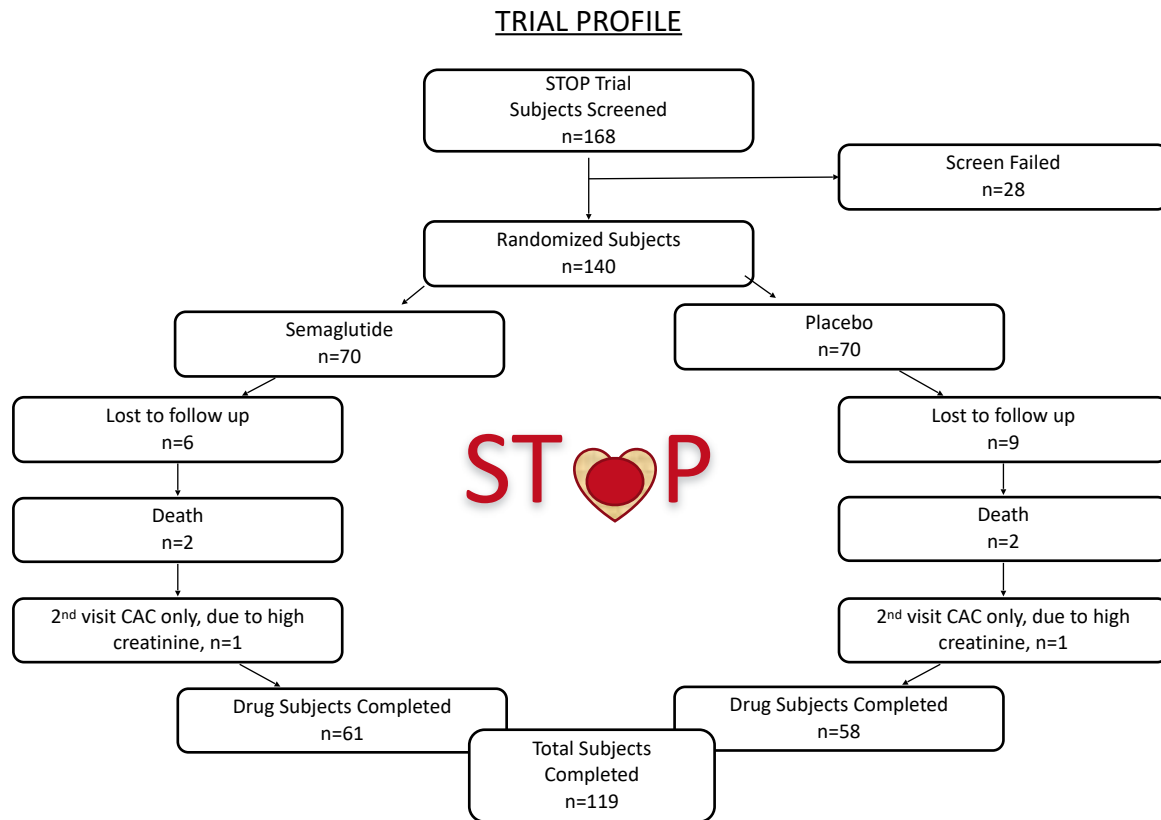 TRIAL PROFILE
STOP Trial
Subjects Screened
n=168
Screen Failed
n=28
Randomized Subjects
n=140
Semaglutide
n=70
Placebo
n=70
Lost to follow up
n=6
Lost to follow up
n=9
STOP
Death
n=2
Death
n=2
2nd visit CAC only, due to high
creatinine, n=1
2nd visit CAC only, due to high
creatinine, n=1
Drug Subjects Completed
n=61
Drug Subjects Completed
n=58
Total Subjects
Completed
n=119